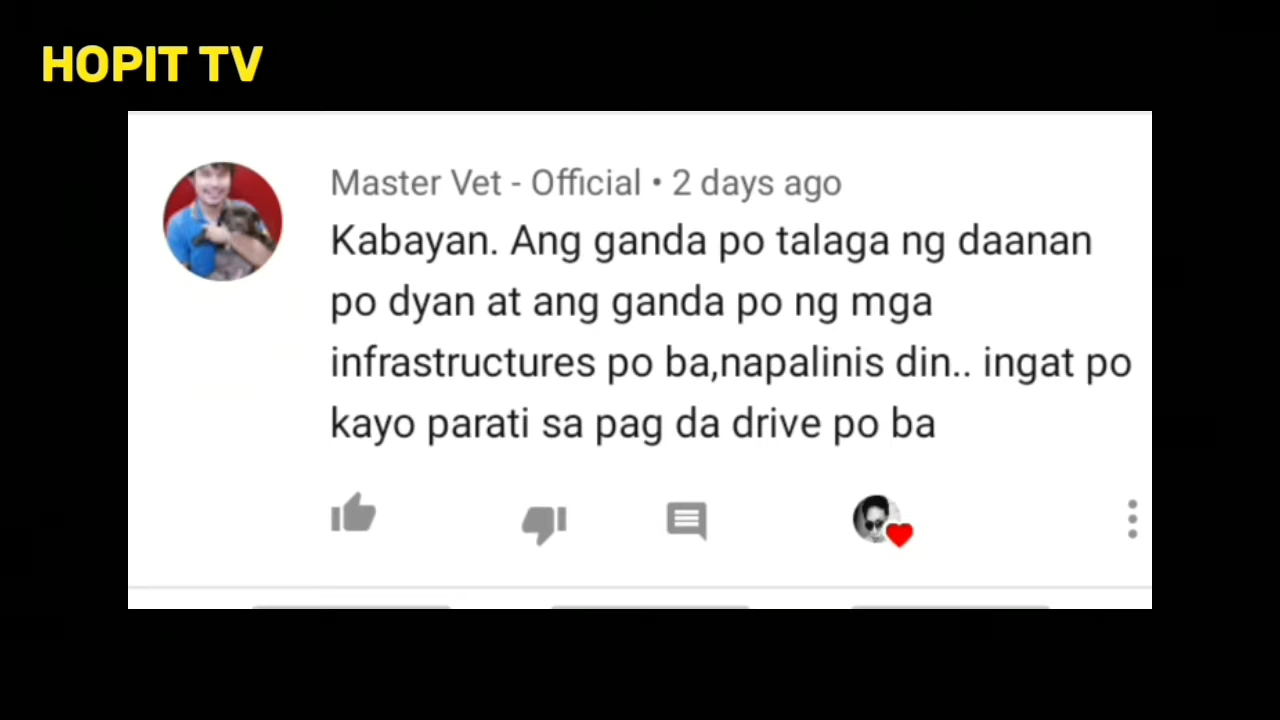 HOPIT TV
Master Vet - Official • 2 days ago
Kabayan. Ang ganda po talaga ng daanan
po dyan at ang ganda po ng mga
infrastructures po ba,napalinis din.. ingat po
kayo parati sa pag da drive po ba